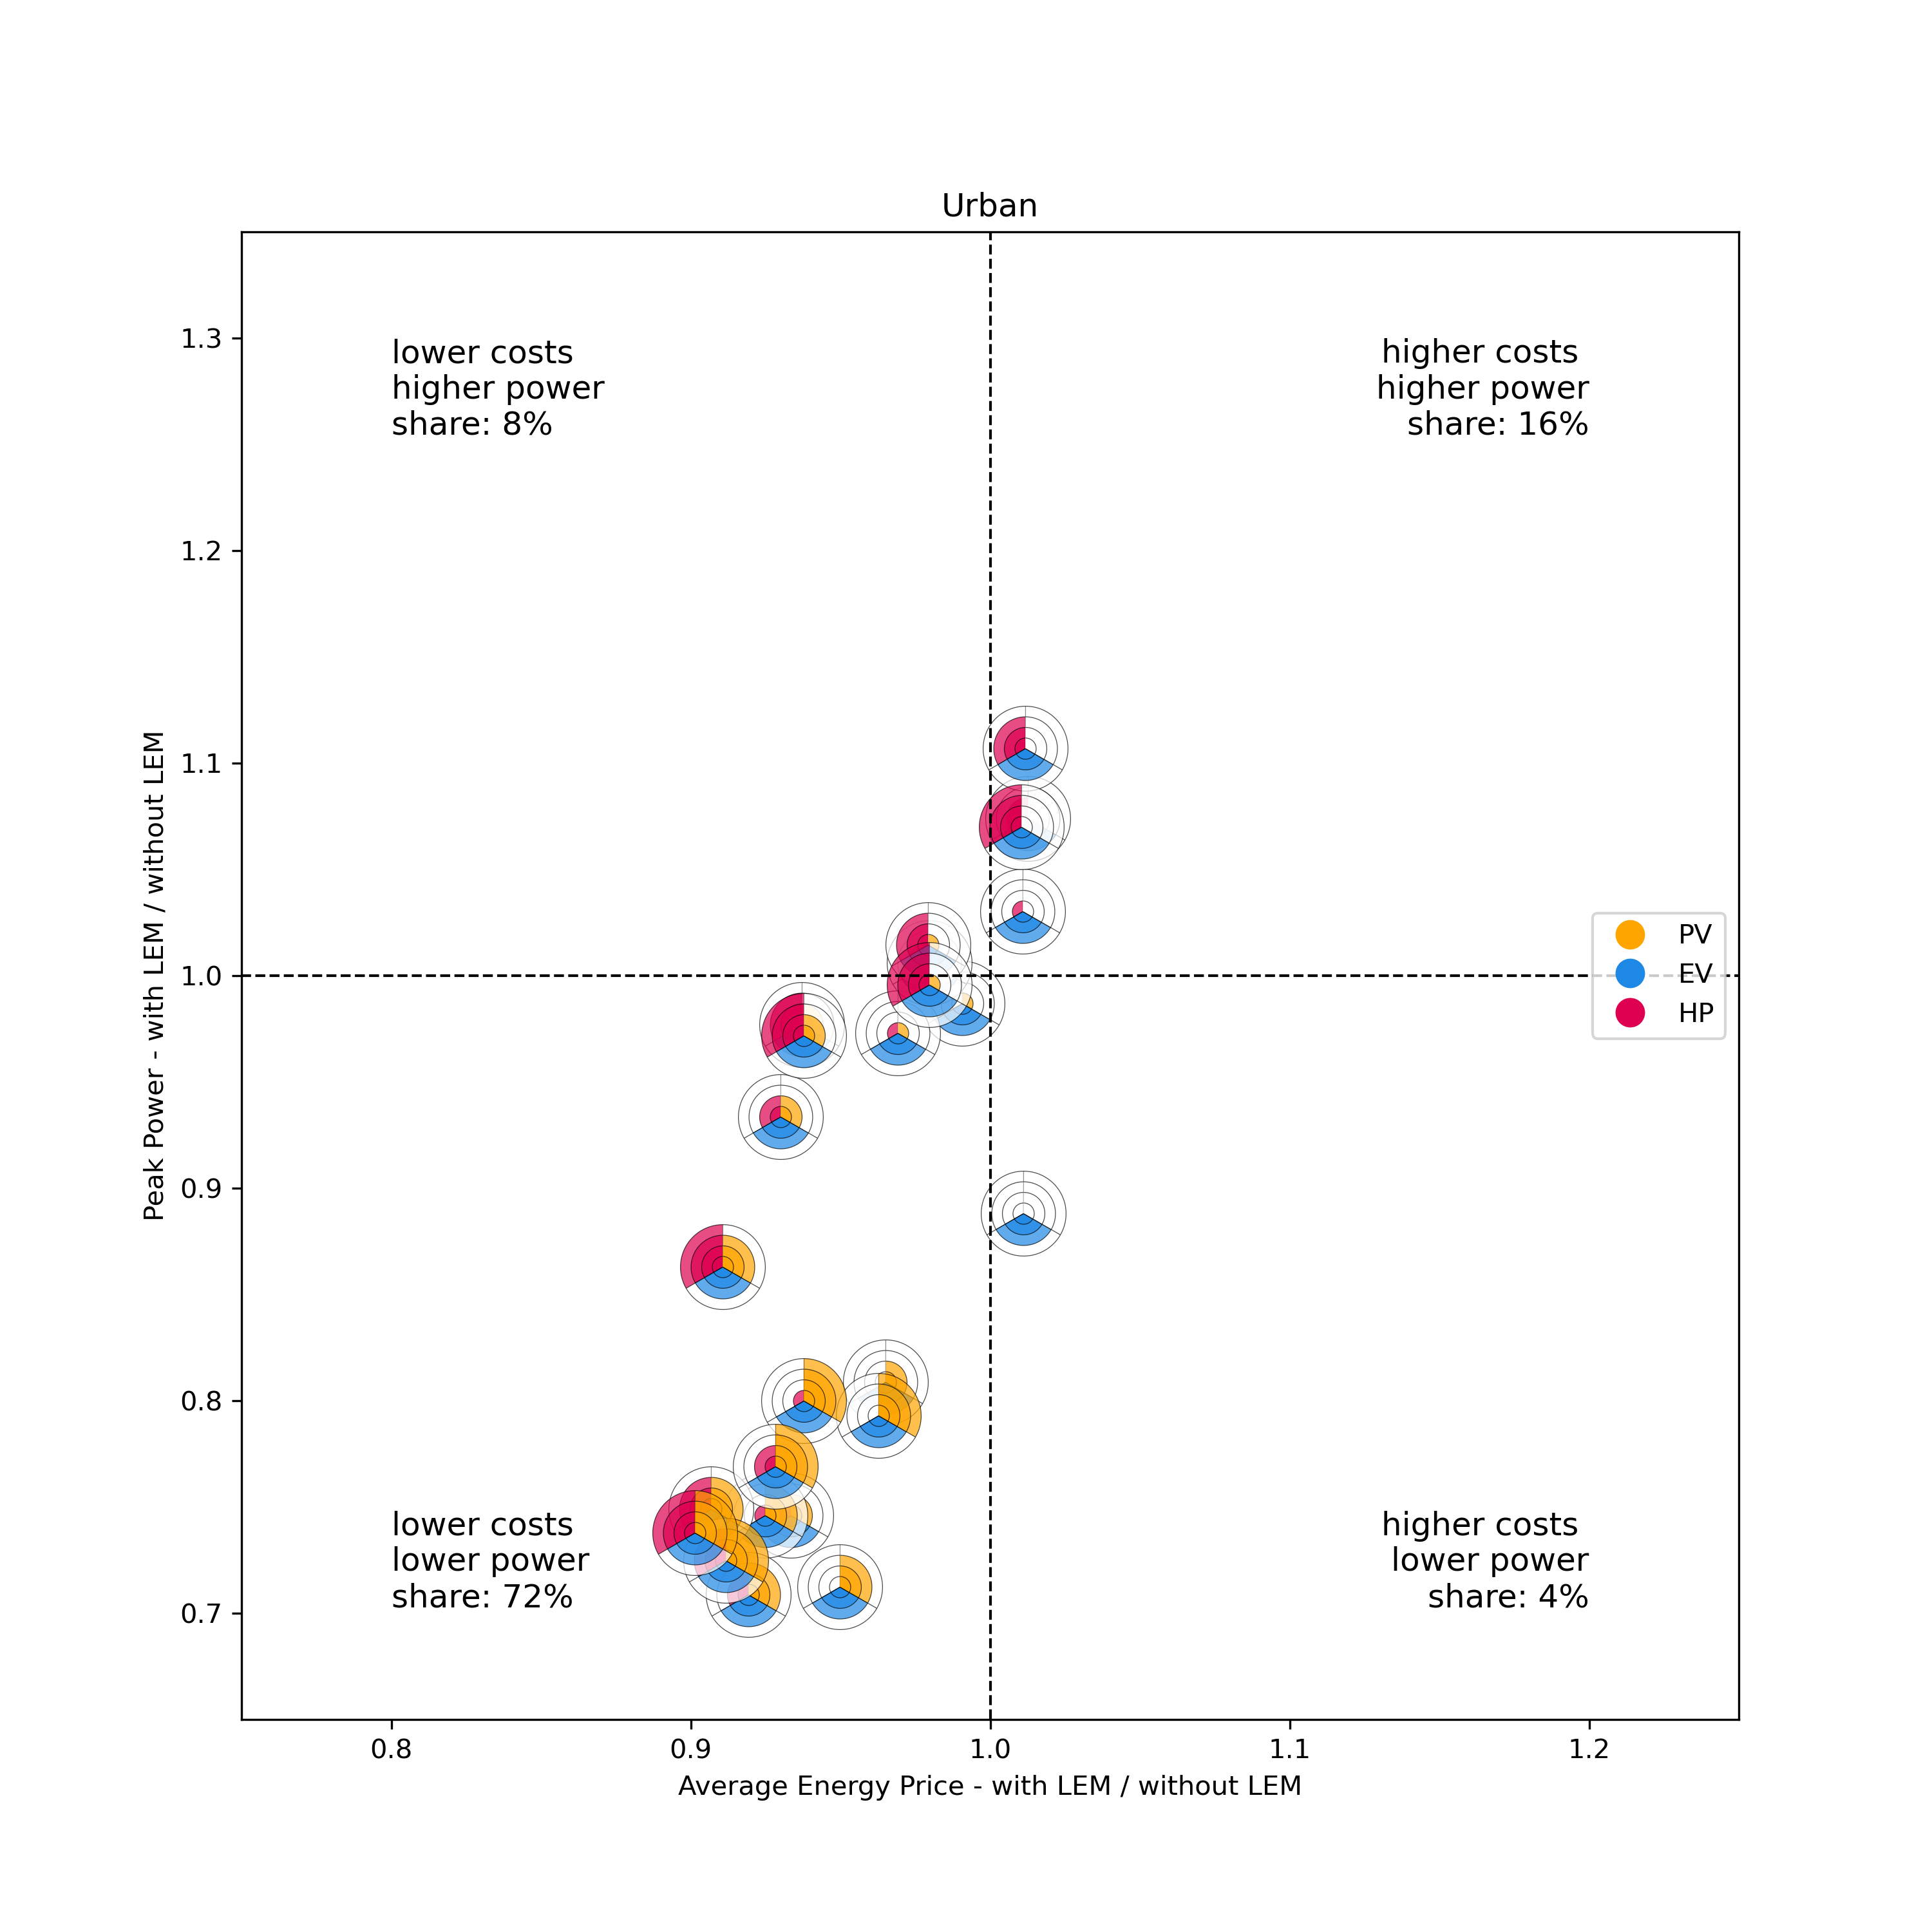 Urban
lower costs
higher power
share: 8%
higher costs
higher power
share: 16%
1.3
1.2
1.1
1.0
0.9
0.8
0.7
Peak Power - with LEM / without LEM
PV
EV
HP
lower costs
lower power
share: 72%
higher costs
lower power
share: 4%
0.8
0.9
1.0
1.1
1.2
Average Energy Price - with LEM / without LEM